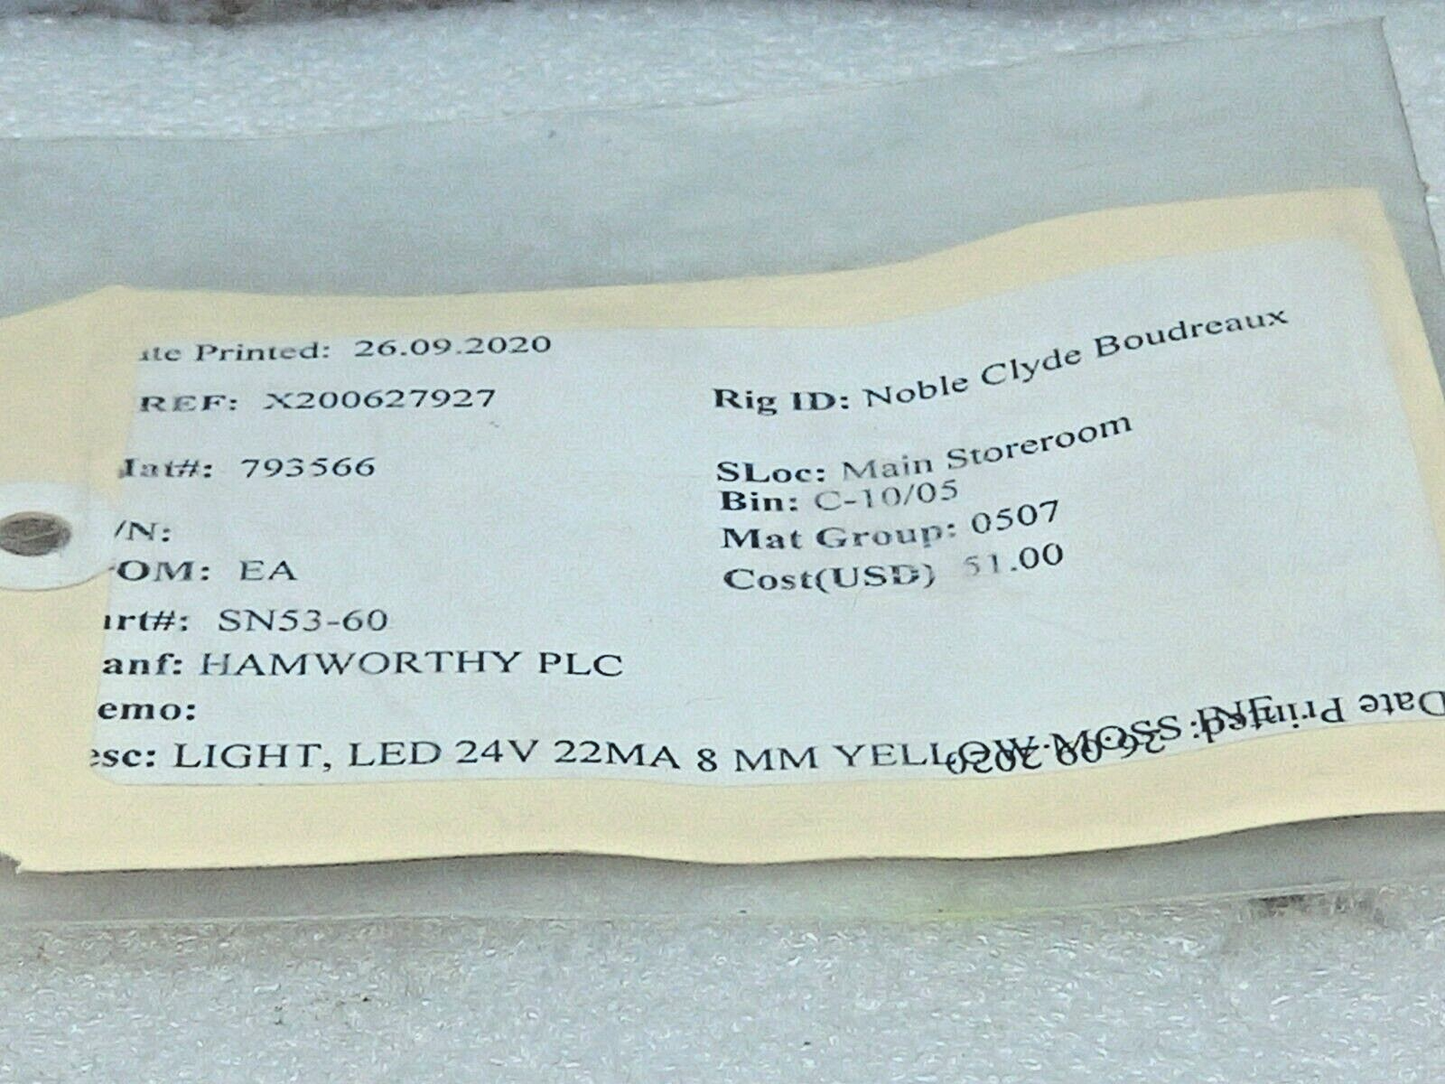 ate Printed: 26.09.2020
REF: X200627927
Rig ID: Noble Clyde Boudreaux
Mat#: 793566
SLoc: Main Storeroom
Bin: C-10/05
/N:
Mat Group: 0507
OM: EA
Cost(USD) 51.00
art#: SN53-60
anf: HAMWORTHY PLC
emo:
esc: LIGHT, LED 24V 22MA 8 MM YELLOW MOSS
Date Printed: 26.09.2020